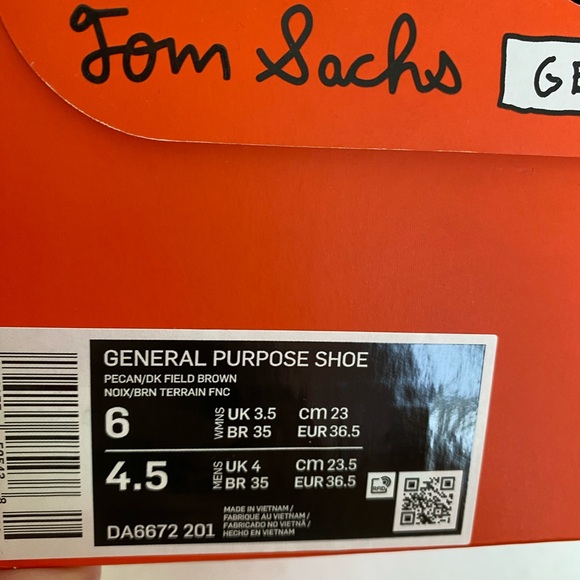 Tom Sachs
GENERAL PURPOSE SHOE
PECAN/DK FIELD BROWN
NOIX/BRN TERRAIN FNC
6 WMNS UK 3.5 cm 23
BR 35 EUR 36.5
4.5 MENS UK 4 cm 23.5
BR 35 EUR 36.5
MADE IN VIETNAM /
FABRIQUE AU VIETNAM /
FABRICADO NO VIETNÃ /
HECHO EN VIETNAM
DA6672 201